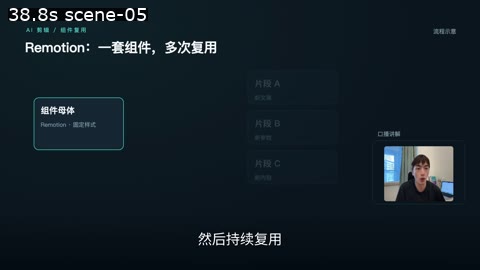 38.8s scene-05
AI 剪辑 / 组件复用
流程示意
Remotion：一套组件，多次复用
组件母体
Remotion · 固定样式
片段 A
片段 B
片段 C
口播讲解
然后持续复用